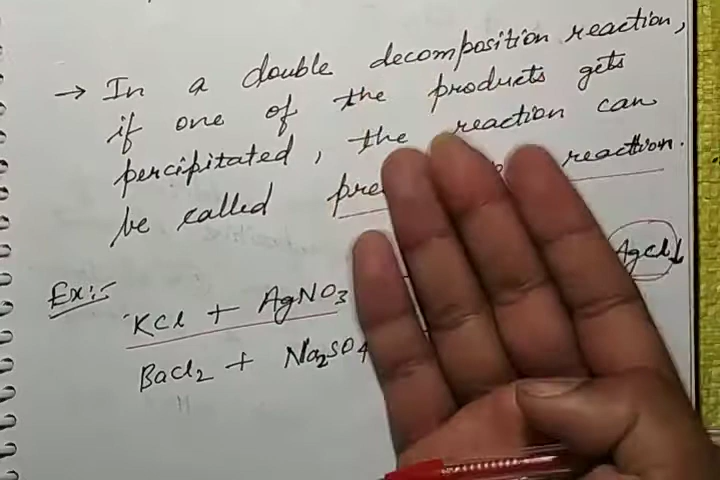 → In a double decomposition reaction,
if one of the products gets
percipitated, the reaction can
be called pre reaction.
Ex:-
KCl + AgNO3 AgCl↓
BaCl2 + Na2SO4